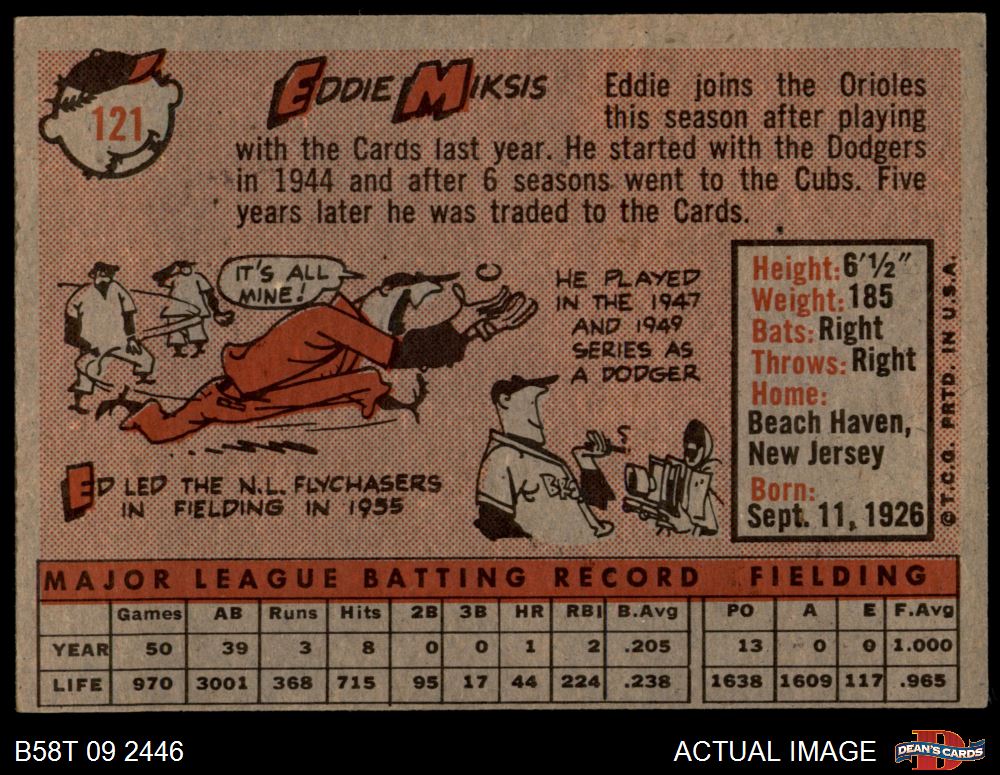 121
EDDIE MIKSIS
Eddie joins the Orioles
this season after playing
with the Cards last year. He started with the Dodgers
in 1944 and after 6 seasons went to the Cubs. Five
years later he was traded to the Cards.
IT'S ALL
MINE!
HE PLAYED
IN THE 1947
AND 1949
SERIES AS
A DODGER
ED LED THE N.L. FLYCHASERS
IN FIELDING IN 1955
Height: 6'½"
Weight: 185
Bats: Right
Throws: Right
Home:
Beach Haven,
New Jersey
Born:
Sept. 11, 1926
© T.C.G. PRTD. IN U.S.A.
MAJOR LEAGUE BATTING RECORD FIELDING
Games AB Runs Hits 2B 3B HR RBI B.Avg PO A E F.Avg
YEAR 50 39 3 8 0 0 1 2 .205 13 0 0 1.000
LIFE 970 3001 368 715 95 17 44 224 .238 1638 1609 117 .965
B58T 09 2446
ACTUAL IMAGE
DEAN'S CARDS